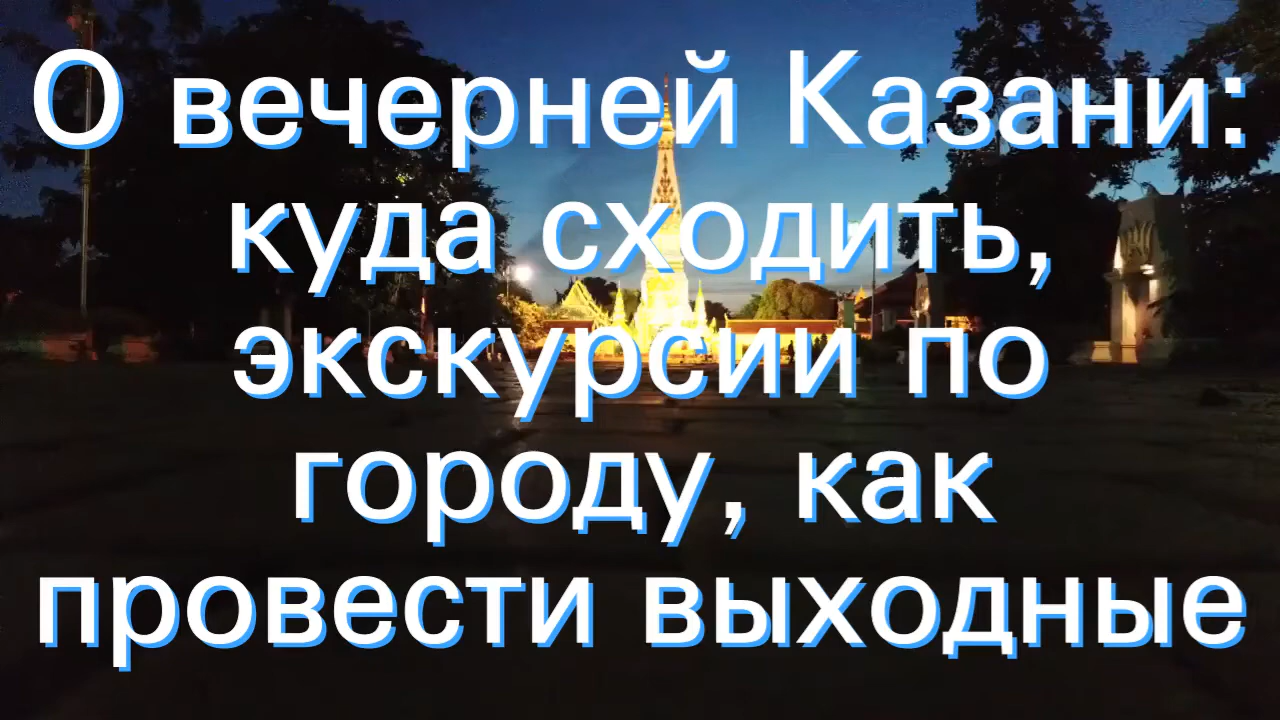 О вечерней Казани:
куда сходить,
экскурсии по
городу, как
провести выходные